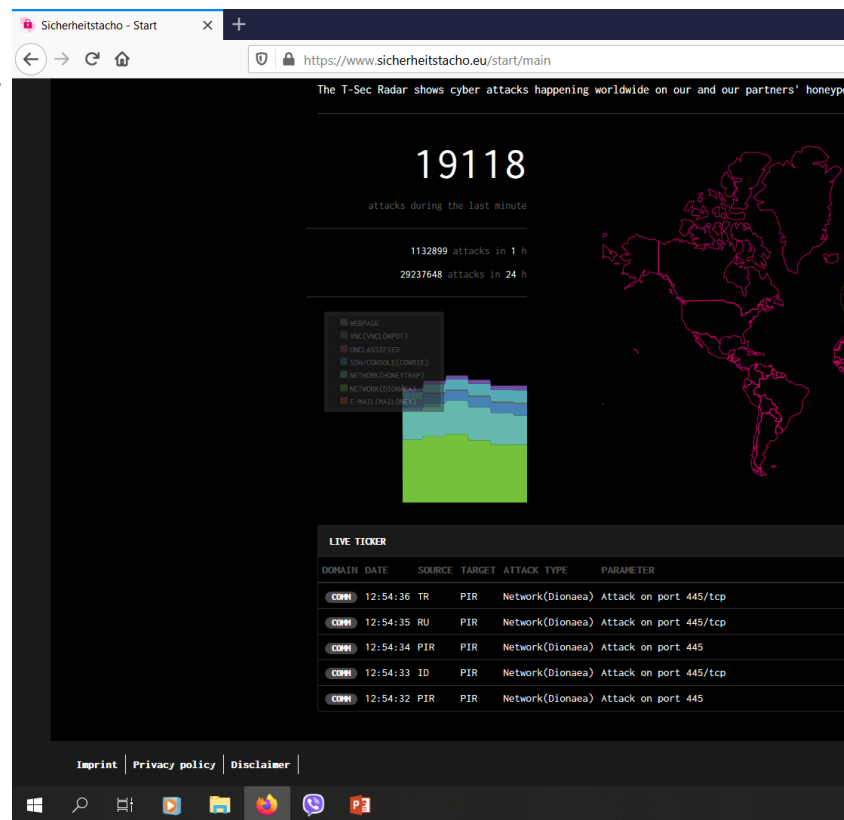 Sicherheitstacho - Start
https://www.sicherheitstacho.eu/start/main
The T-Sec Radar shows cyber attacks happening worldwide on our and our partners' honeyp
19118
attacks during the last minute
1132899 attacks in 1 h
29237648 attacks in 24 h
WEBPAGE
VNC(VNCLOWPOT)
UNCLASSIFIED
SSH/CONSOLE(COWRIE)
NETWORK(HONEYTRAP)
NETWORK(DIONAEA)
E-MAIL(MAILONEY)
LIVE TICKER
DOMAIN DATE SOURCE TARGET ATTACK TYPE PARAMETER
COMM 12:54:36 TR PIR Network(Dionaea) Attack on port 445/tcp
COMM 12:54:35 RU PIR Network(Dionaea) Attack on port 445/tcp
COMM 12:54:34 PIR PIR Network(Dionaea) Attack on port 445
COMM 12:54:33 ID PIR Network(Dionaea) Attack on port 445/tcp
COMM 12:54:32 PIR PIR Network(Dionaea) Attack on port 445
Imprint Privacy policy Disclaimer